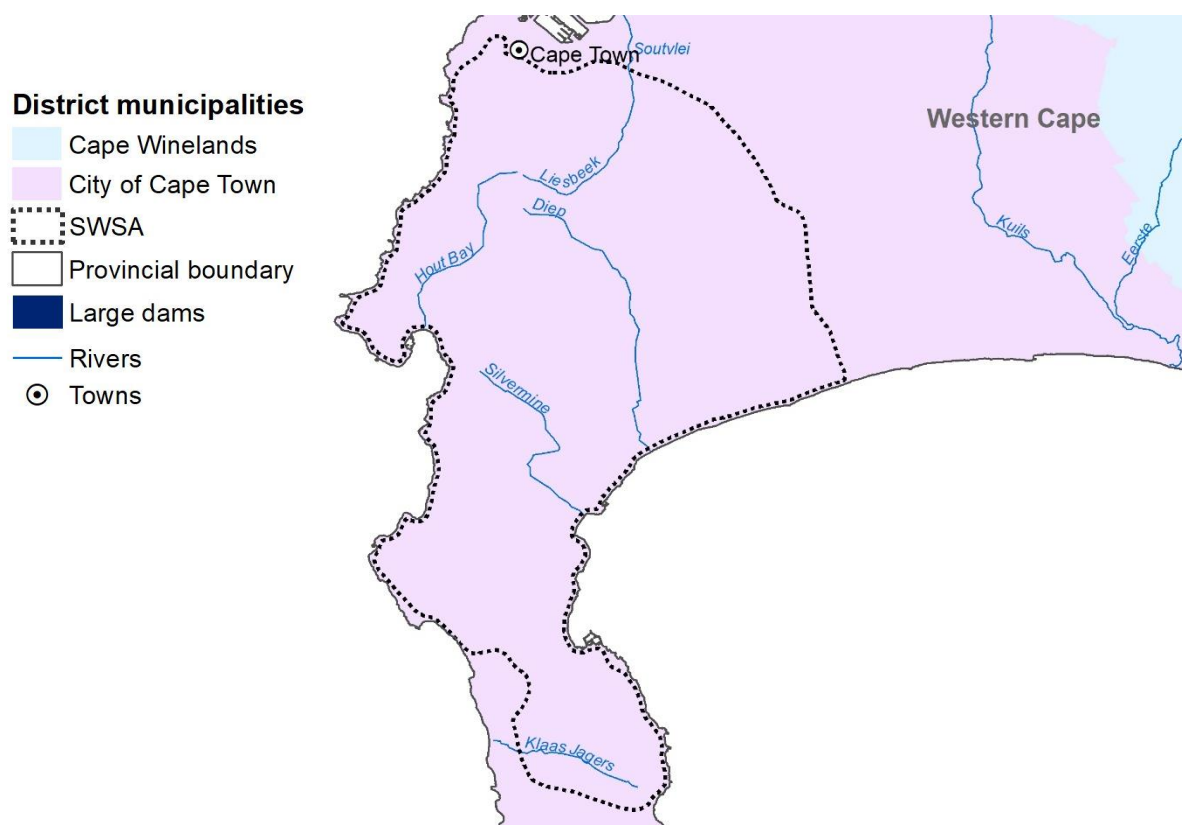 District municipalities
Cape Winelands
City of Cape Town
SWSA
Provincial boundary
Large dams
Rivers
Towns
Cape Town
Soutvlei
Western Cape
Liesbeek
Diep
Hout Bay
Kuils
Eerste
Silvermine
Klaas Jagers